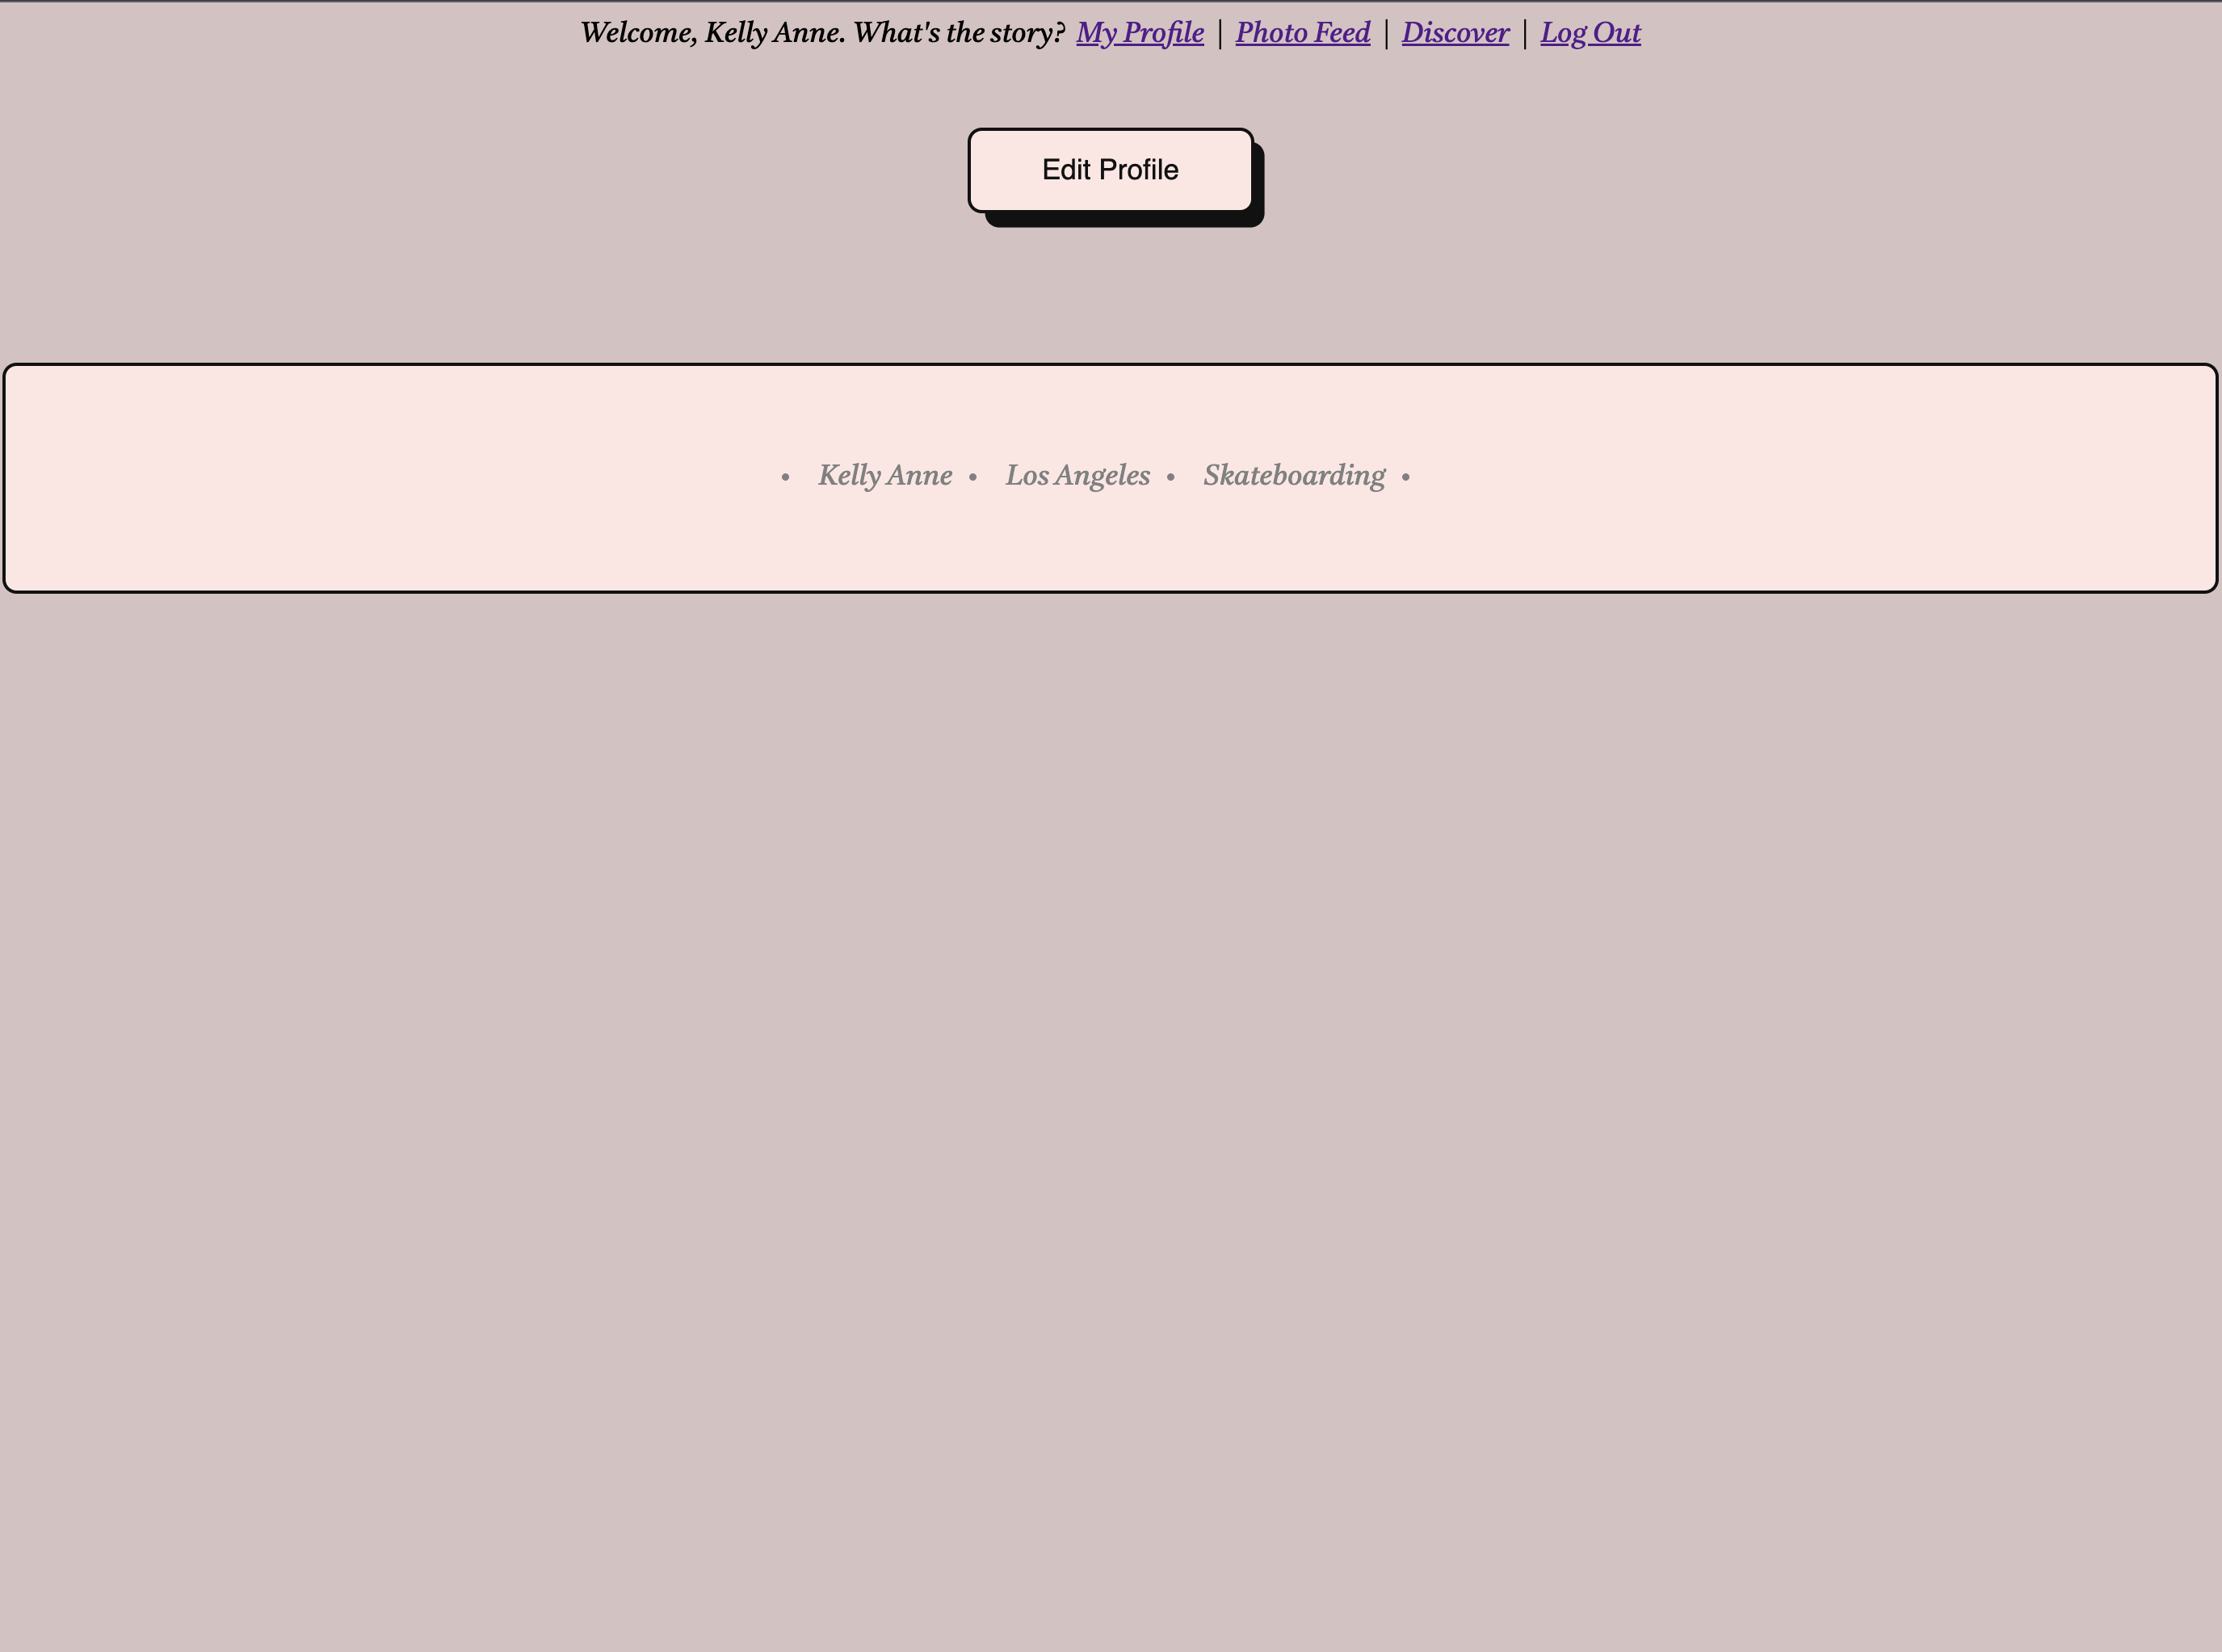 Welcome, Kelly Anne. What's the story? My Profile | Photo Feed | Discover | Log Out
Edit Profile
• Kelly Anne • Los Angeles • Skateboarding •